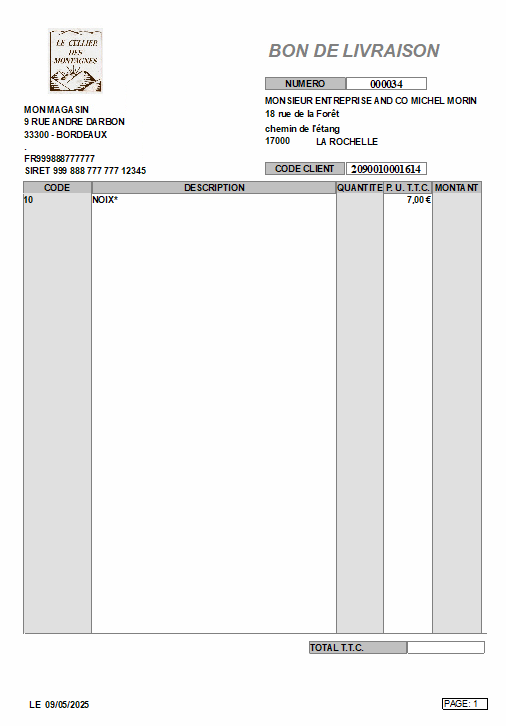 LE CELLIER
DES
MONTAGNES
BON DE LIVRAISON
NUMERO 000034
MON MAGASIN
9 RUE ANDRE DARBON
33300 - BORDEAUX
.
FR999888777777
SIRET 999 888 777 777 12345
MONSIEUR ENTREPRISE AND CO MICHEL MORIN
18 rue de la Forêt
chemin de l'étang
17000 LA ROCHELLE
CODE CLIENT 2090010001614
CODE DESCRIPTION QUANTITE P. U. T.T.C. MONTANT
10 NOIX* 7,00 €
TOTAL T.T.C.
LE 09/05/2025
PAGE: 1